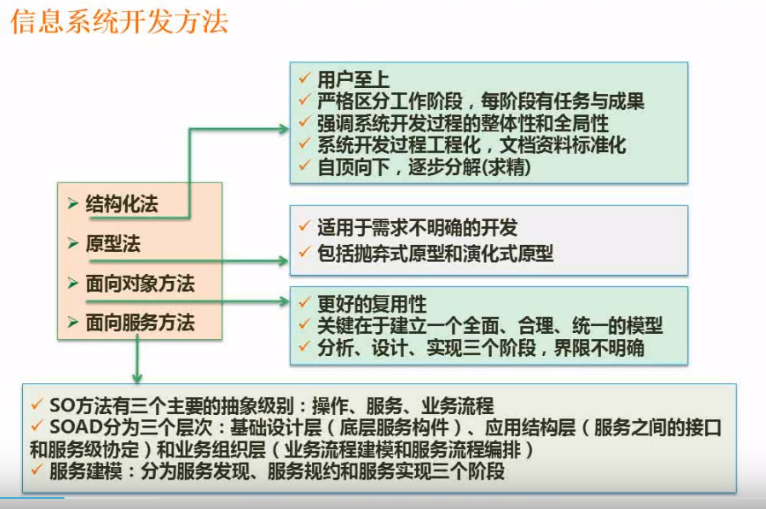 信息系统开发方法
用户至上
严格区分工作阶段，每阶段有任务与成果
强调系统开发过程的整体性和全局性
系统开发过程工程化，文档资料标准化
自顶向下，逐步分解(求精)
结构化法
原型法
面向对象方法
面向服务方法
适用于需求不明确的开发
包括抛弃式原型和演化式原型
更好的复用性
关键在于建立一个全面、合理、统一的模型
分析、设计、实现三个阶段，界限不明确
SO方法有三个主要的抽象级别：操作、服务、业务流程
SOAD分为三个层次：基础设计层（底层服务构件）、应用结构层（服务之间的接口
和服务级协定）和业务组织层（业务流程建模和服务流程编排）
服务建模：分为服务发现、服务规约和服务实现三个阶段